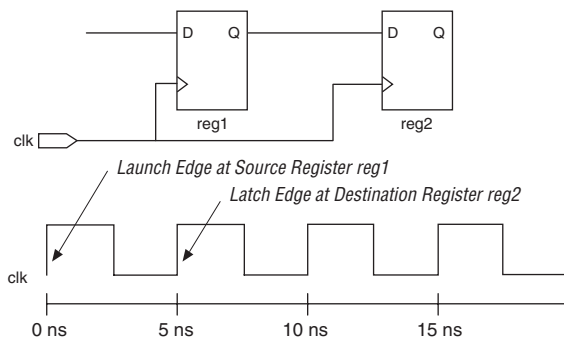 D Q D Q
reg1 reg2
clk
Launch Edge at Source Register reg1
Latch Edge at Destination Register reg2
clk
0 ns 5 ns 10 ns 15 ns